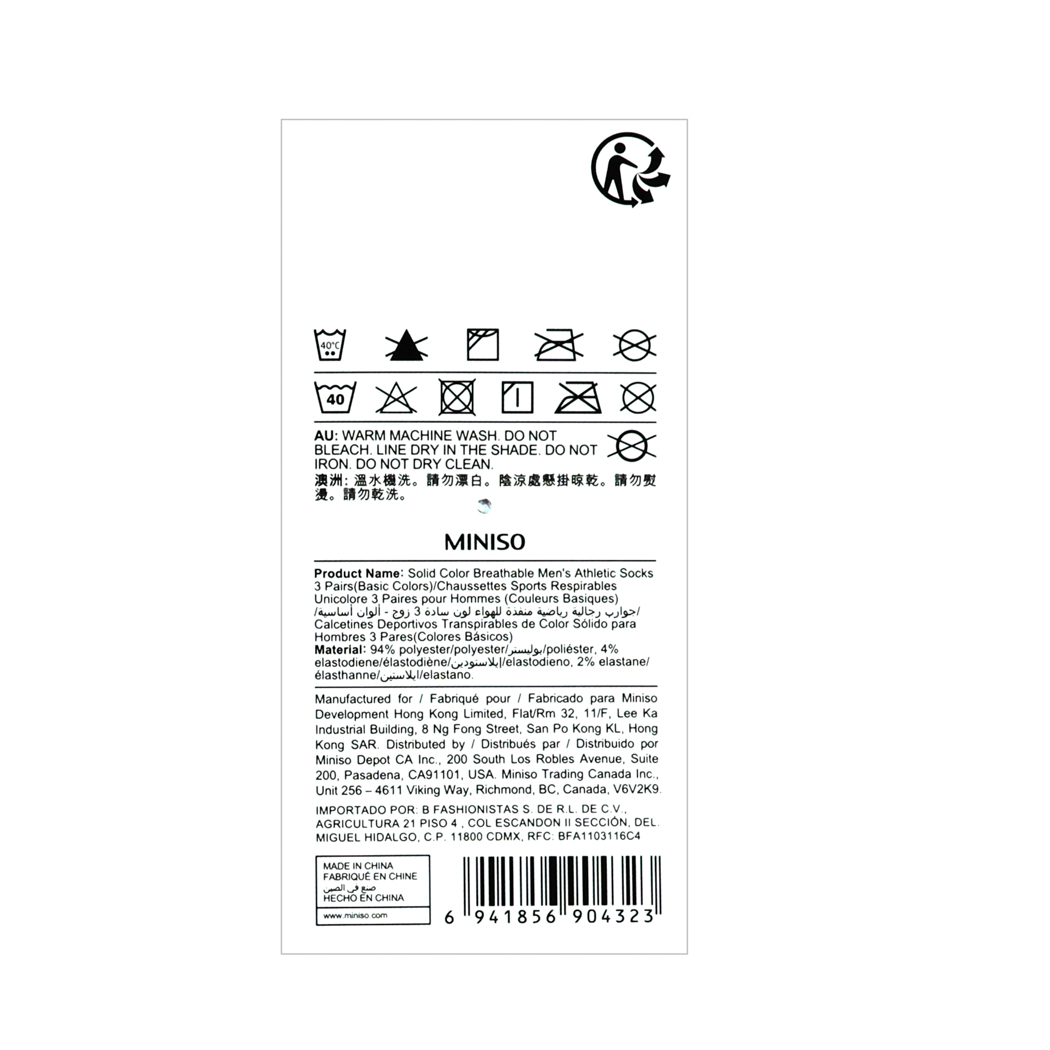 40°C
40
AU: WARM MACHINE WASH. DO NOT
BLEACH. LINE DRY IN THE SHADE. DO NOT
IRON. DO NOT DRY CLEAN.
澳洲: 溫水機洗。請勿漂白。陰涼處懸掛晾乾。請勿熨
燙。請勿乾洗。
MINISO
Product Name: Solid Color Breathable Men's Athletic Socks
3 Pairs(Basic Colors)/Chaussettes Sports Respirables
Unicolore 3 Paires pour Hommes (Couleurs Basiques)
/جوارب رجالية رياضية منفذة للهواء لون سادة 3 زوج - ألوان أساسية/
Calcetines Deportivos Transpirables de Color Sólido para
Hombres 3 Pares(Colores Básicos)
Material: 94% polyester/polyester/بوليستر/poliéster, 4%
elastodiene/élastodiène/إيلاستودين/elastodieno, 2% elastane/
élasthanne/ايلاستين/elastano.
Manufactured for / Fabriqué pour / Fabricado para Miniso
Development Hong Kong Limited, Flat/Rm 32, 11/F, Lee Ka
Industrial Building, 8 Ng Fong Street, San Po Kong KL, Hong
Kong SAR. Distributed by / Distribués par / Distribuido por
Miniso Depot CA Inc., 200 South Los Robles Avenue, Suite
200, Pasadena, CA91101, USA. Miniso Trading Canada Inc.,
Unit 256 – 4611 Viking Way, Richmond, BC, Canada, V6V2K9.
IMPORTADO POR: B FASHIONISTAS S. DE R.L. DE C.V.,
AGRICULTURA 21 PISO 4 , COL ESCANDON II SECCIÓN, DEL.
MIGUEL HIDALGO, C.P. 11800 CDMX, RFC: BFA1103116C4
MADE IN CHINA
FABRIQUÉ EN CHINE
صنع في الصين
HECHO EN CHINA
www.miniso.com
6 941856 904323